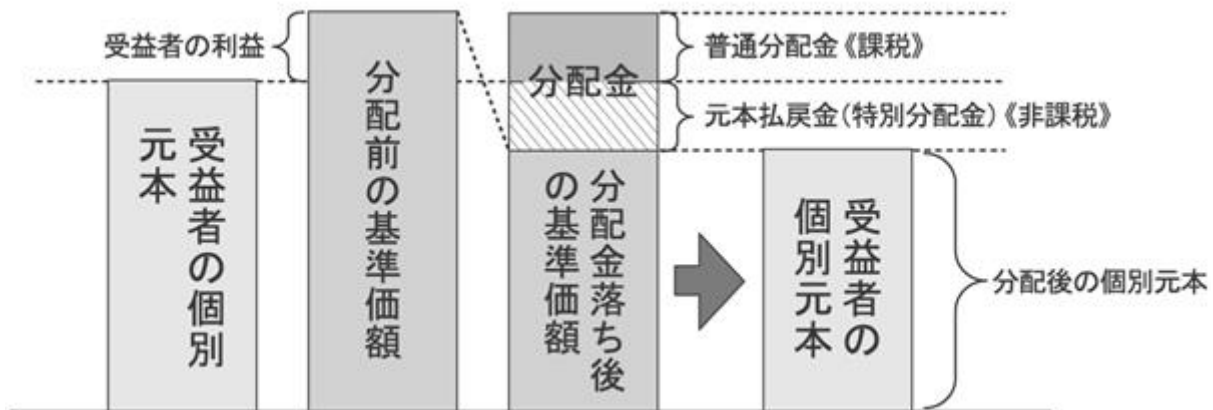 受益者の利益
受益者の個別
元本
分配前の基準価額
分配金
分配金落ち後
の基準価額
普通分配金《課税》
元本払戻金(特別分配金)《非課税》
受益者の
個別元本
分配後の個別元本